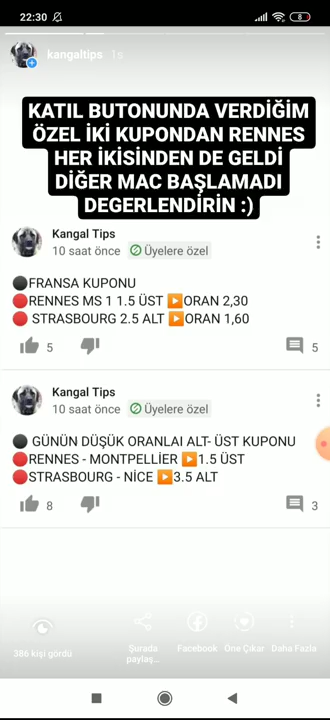 22:30
8
kangaltips 1s
KATIL BUTONUNDA VERDİĞİM
ÖZEL İKİ KUPONDAN RENNES
HER İKİSİNDEN DE GELDİ
DİĞER MAC BAŞLAMADI
DEGERLENDİRİN :)
Kangal Tips
10 saat önce Üyelere özel
FRANSA KUPONU
RENNES MS 1 1.5 ÜST ▶ORAN 2,30
STRASBOURG 2.5 ALT ▶ORAN 1,60
5 5
Kangal Tips
10 saat önce Üyelere özel
GÜNÜN DÜŞÜK ORANLAI ALT- ÜST KUPONU
RENNES - MONTPELLİER ▶1.5 ÜST
STRASBOURG - NİCE ▶3.5 ALT
8 3
386 kişi gördü
Şurada paylaş...
Facebook
Öne Çıkar
Daha Fazla